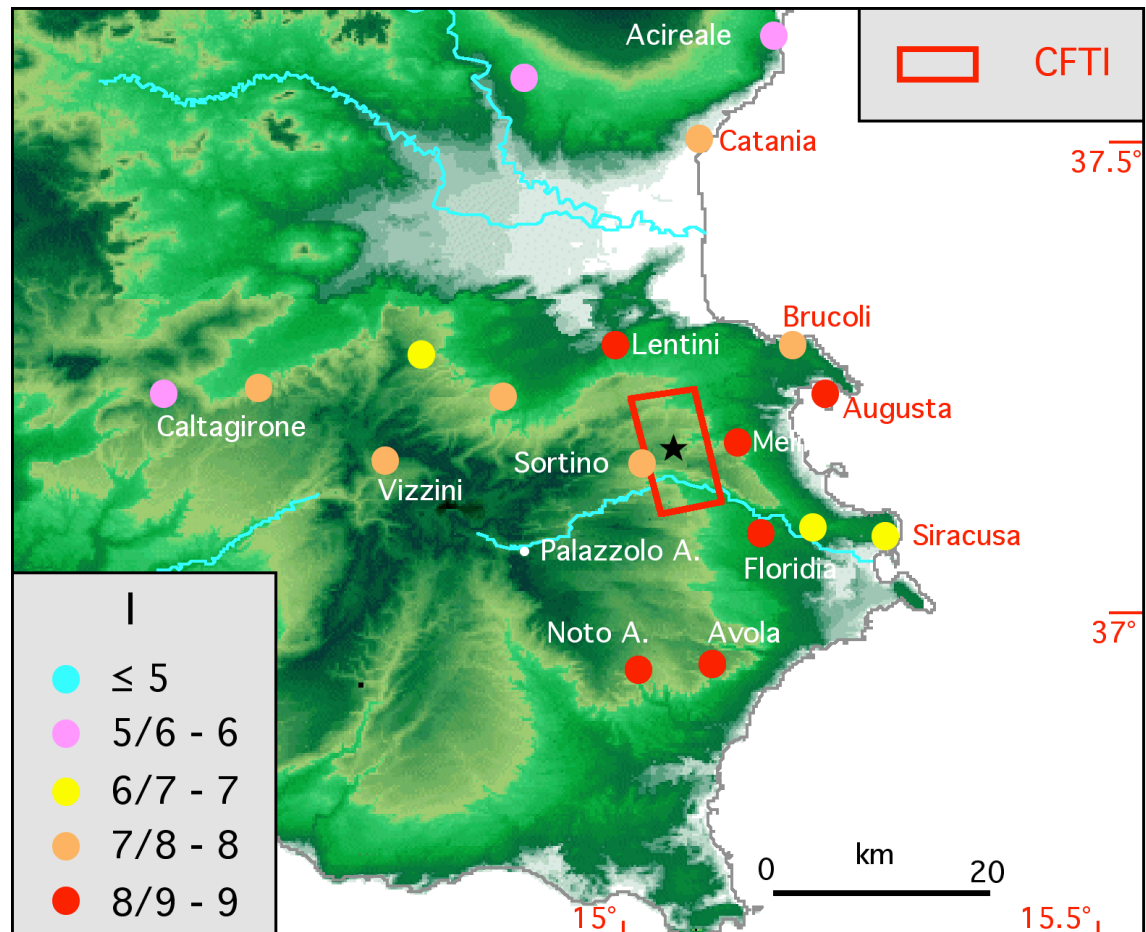 Acireale
CFTI
Catania
37.5°
Brucoli
Lentini
Augusta
Caltagirone
Sortino
Vizzini
Siracusa
Palazzolo A.
Floridia
I
37°
Noto A.
Avola
≤ 5
5/6 - 6
6/7 - 7
7/8 - 8
8/9 - 9
km
0
20
15°
15.5°